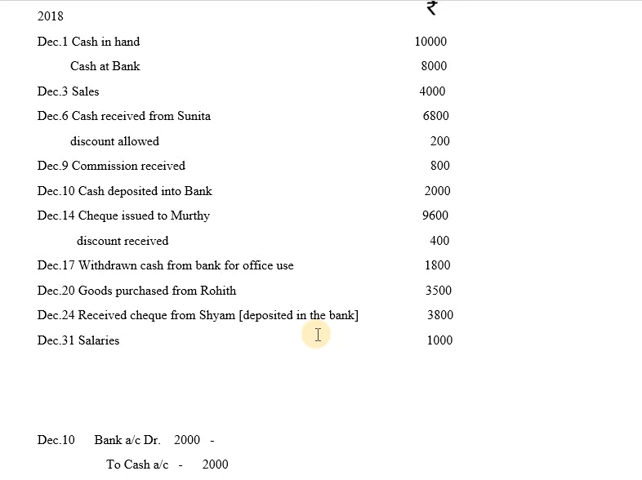 ₹
2018
Dec.1 Cash in hand 10000
Cash at Bank 8000
Dec.3 Sales 4000
Dec.6 Cash received from Sunita 6800
discount allowed 200
Dec.9 Commission received 800
Dec.10 Cash deposited into Bank 2000
Dec.14 Cheque issued to Murthy 9600
discount received 400
Dec.17 Withdrawn cash from bank for office use 1800
Dec.20 Goods purchased from Rohith 3500
Dec.24 Received cheque from Shyam [deposited in the bank] 3800
Dec.31 Salaries 1000
Dec.10 Bank a/c Dr. 2000 -
To Cash a/c - 2000